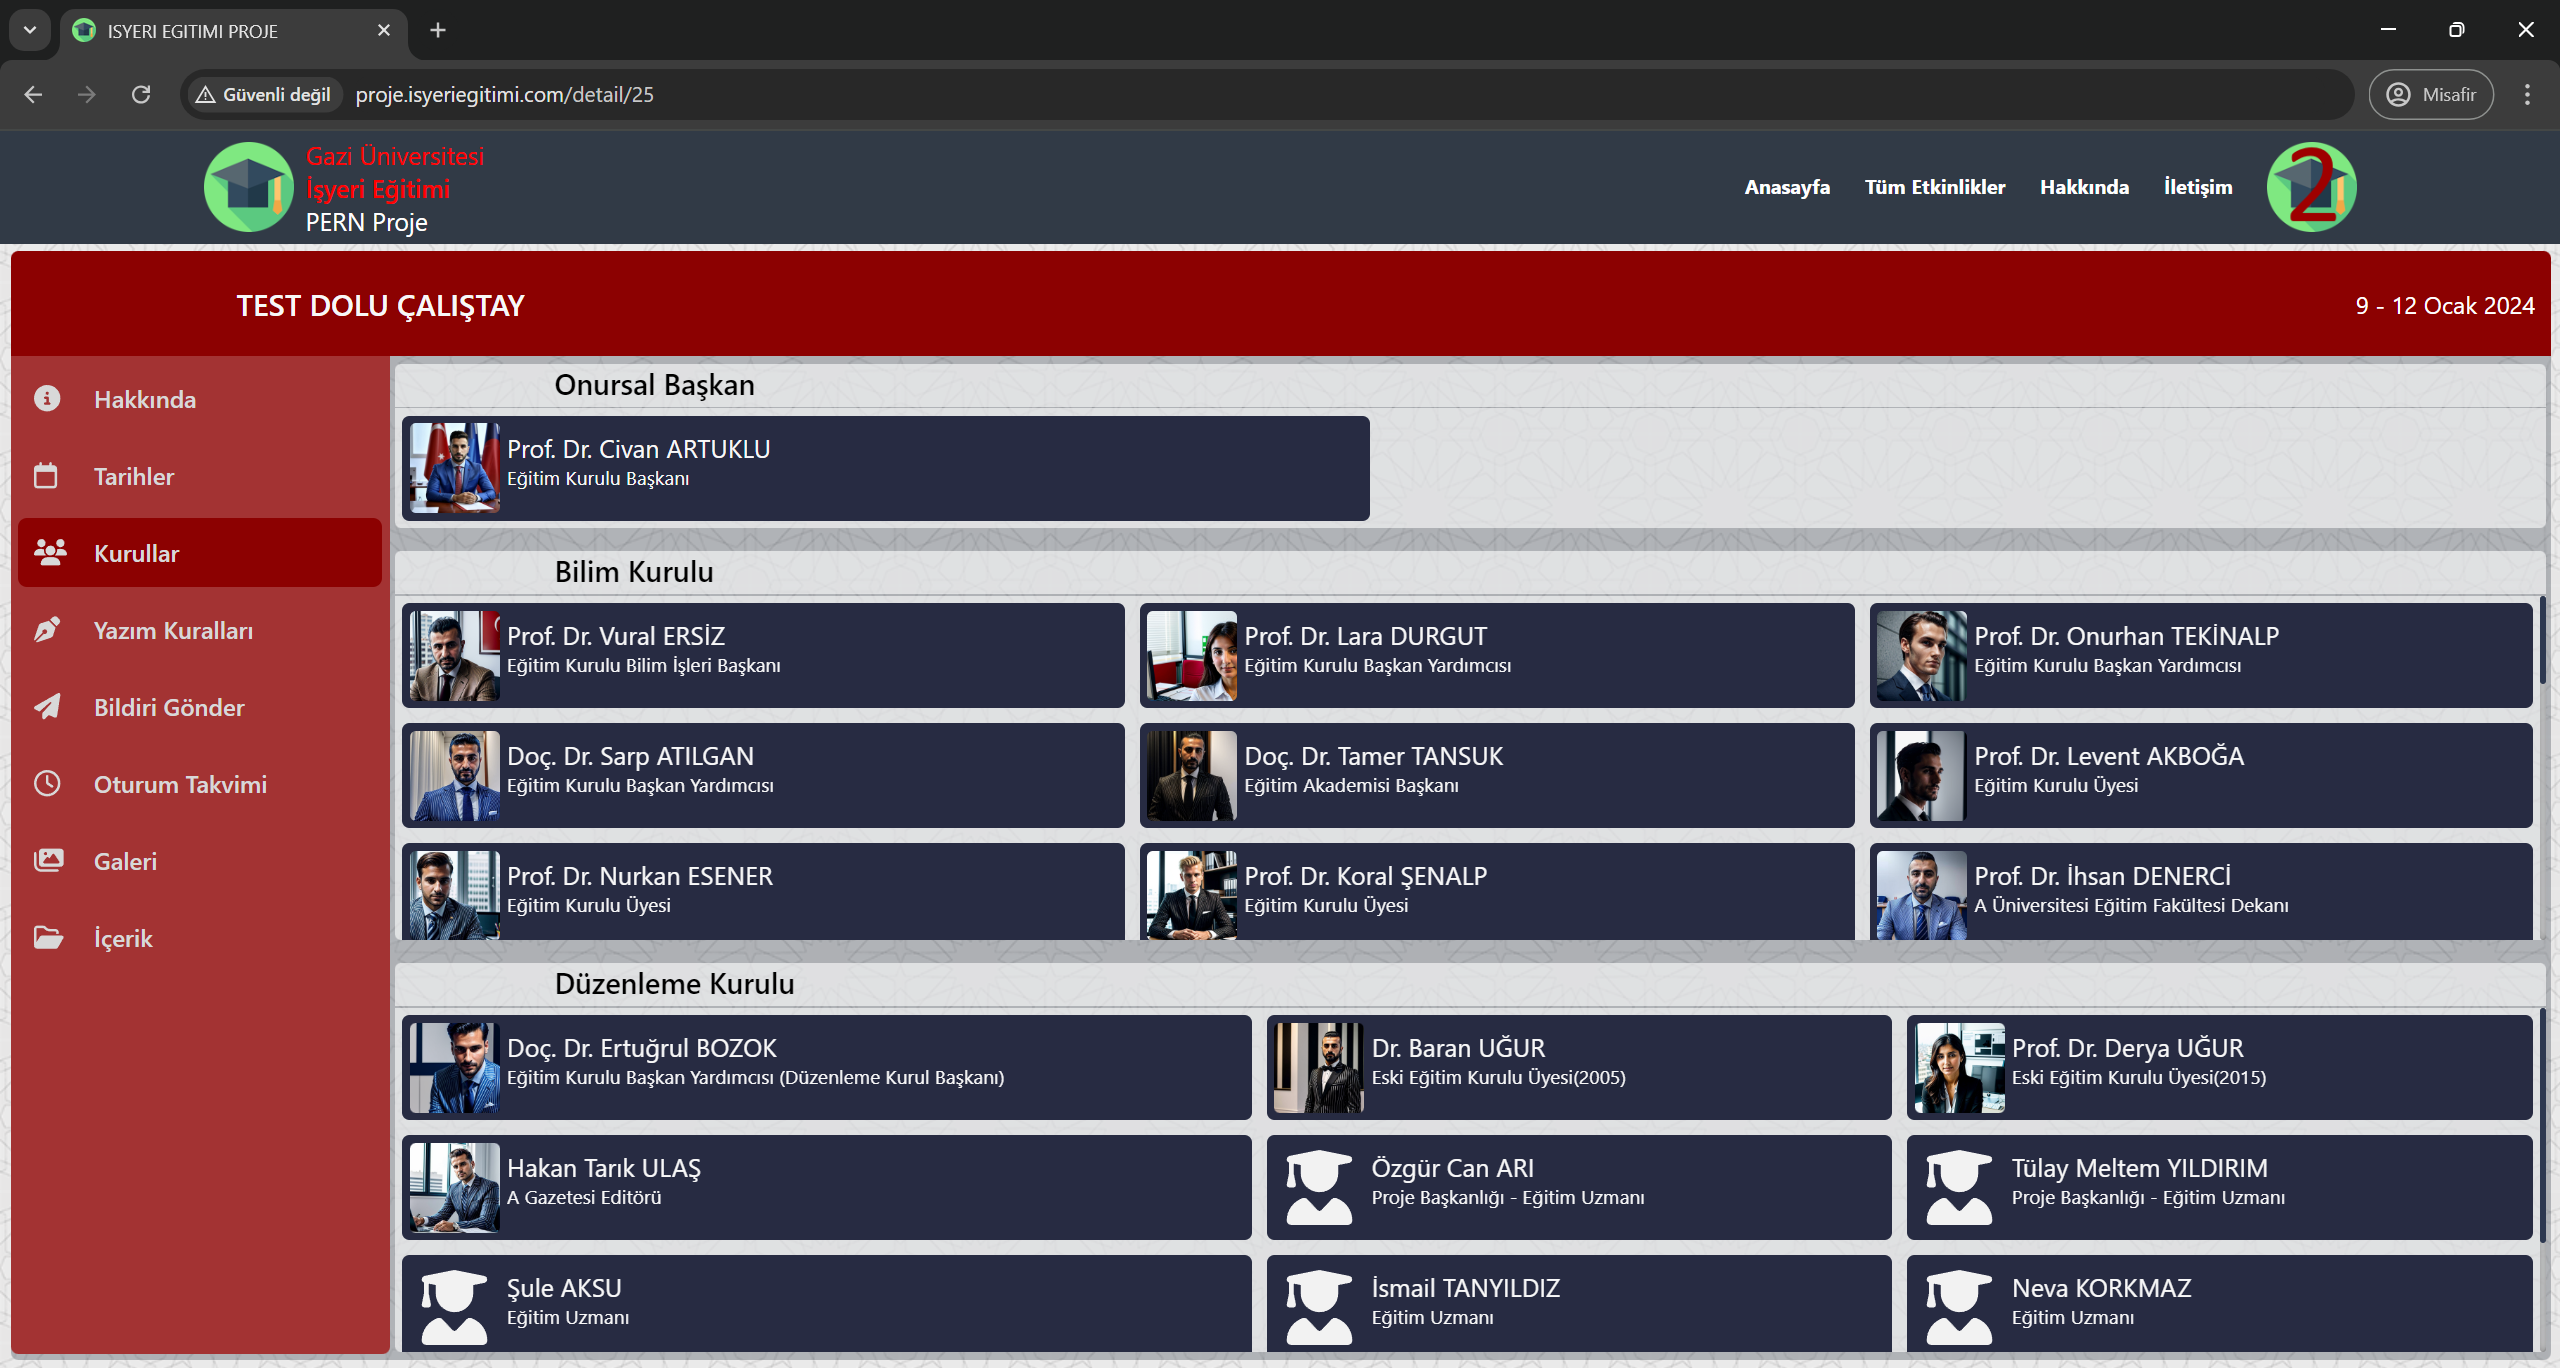 ISYERI EGITIMI PROJE
Güvenli değil
proje.isyeriegitimi.com/detail/25
Misafir
Gazi Üniversitesi
İşyeri Eğitimi
PERN Proje
Anasayfa
Tüm Etkinlikler
Hakkında
İletişim
2
TEST DOLU ÇALIŞTAY
9 - 12 Ocak 2024
Hakkında
Tarihler
Kurullar
Yazım Kuralları
Bildiri Gönder
Oturum Takvimi
Galeri
İçerik
Onursal Başkan
Prof. Dr. Civan ARTUKLU
Eğitim Kurulu Başkanı
Bilim Kurulu
Prof. Dr. Vural ERSİZ
Eğitim Kurulu Bilim İşleri Başkanı
Prof. Dr. Lara DURGUT
Eğitim Kurulu Başkan Yardımcısı
Prof. Dr. Onurhan TEKİNALP
Eğitim Kurulu Başkan Yardımcısı
Doç. Dr. Sarp ATILGAN
Eğitim Kurulu Başkan Yardımcısı
Doç. Dr. Tamer TANSUK
Eğitim Akademisi Başkanı
Prof. Dr. Levent AKBOĞA
Eğitim Kurulu Üyesi
Prof. Dr. Nurkan ESENER
Eğitim Kurulu Üyesi
Prof. Dr. Koral ŞENALP
Eğitim Kurulu Üyesi
Prof. Dr. İhsan DENERCİ
A Üniversitesi Eğitim Fakültesi Dekanı
Düzenleme Kurulu
Doç. Dr. Ertuğrul BOZOK
Eğitim Kurulu Başkan Yardımcısı (Düzenleme Kurul Başkanı)
Dr. Baran UĞUR
Eski Eğitim Kurulu Üyesi(2005)
Prof. Dr. Derya UĞUR
Eski Eğitim Kurulu Üyesi(2015)
Hakan Tarık ULAŞ
A Gazetesi Editörü
Özgür Can ARI
Proje Başkanlığı - Eğitim Uzmanı
Tülay Meltem YILDIRIM
Proje Başkanlığı - Eğitim Uzmanı
Şule AKSU
Eğitim Uzmanı
İsmail TANYILDIZ
Eğitim Uzmanı
Neva KORKMAZ
Eğitim Uzmanı